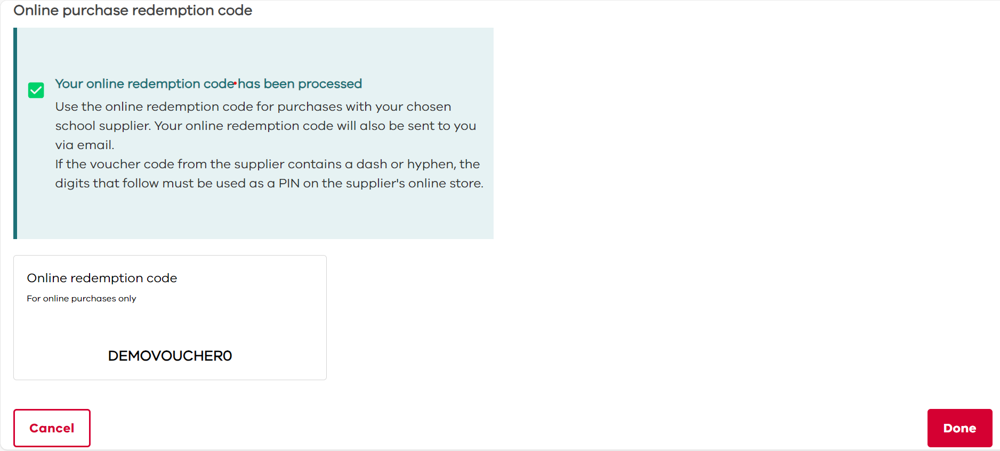 Online purchase redemption code
Your online redemption code has been processed
Use the online redemption code for purchases with your chosen
school supplier. Your online redemption code will also be sent to you
via email.
If the voucher code from the supplier contains a dash or hyphen, the
digits that follow must be used as a PIN on the supplier's online store.
Online redemption code
For online purchases only
DEMOVOUCHER0
Cancel
Done